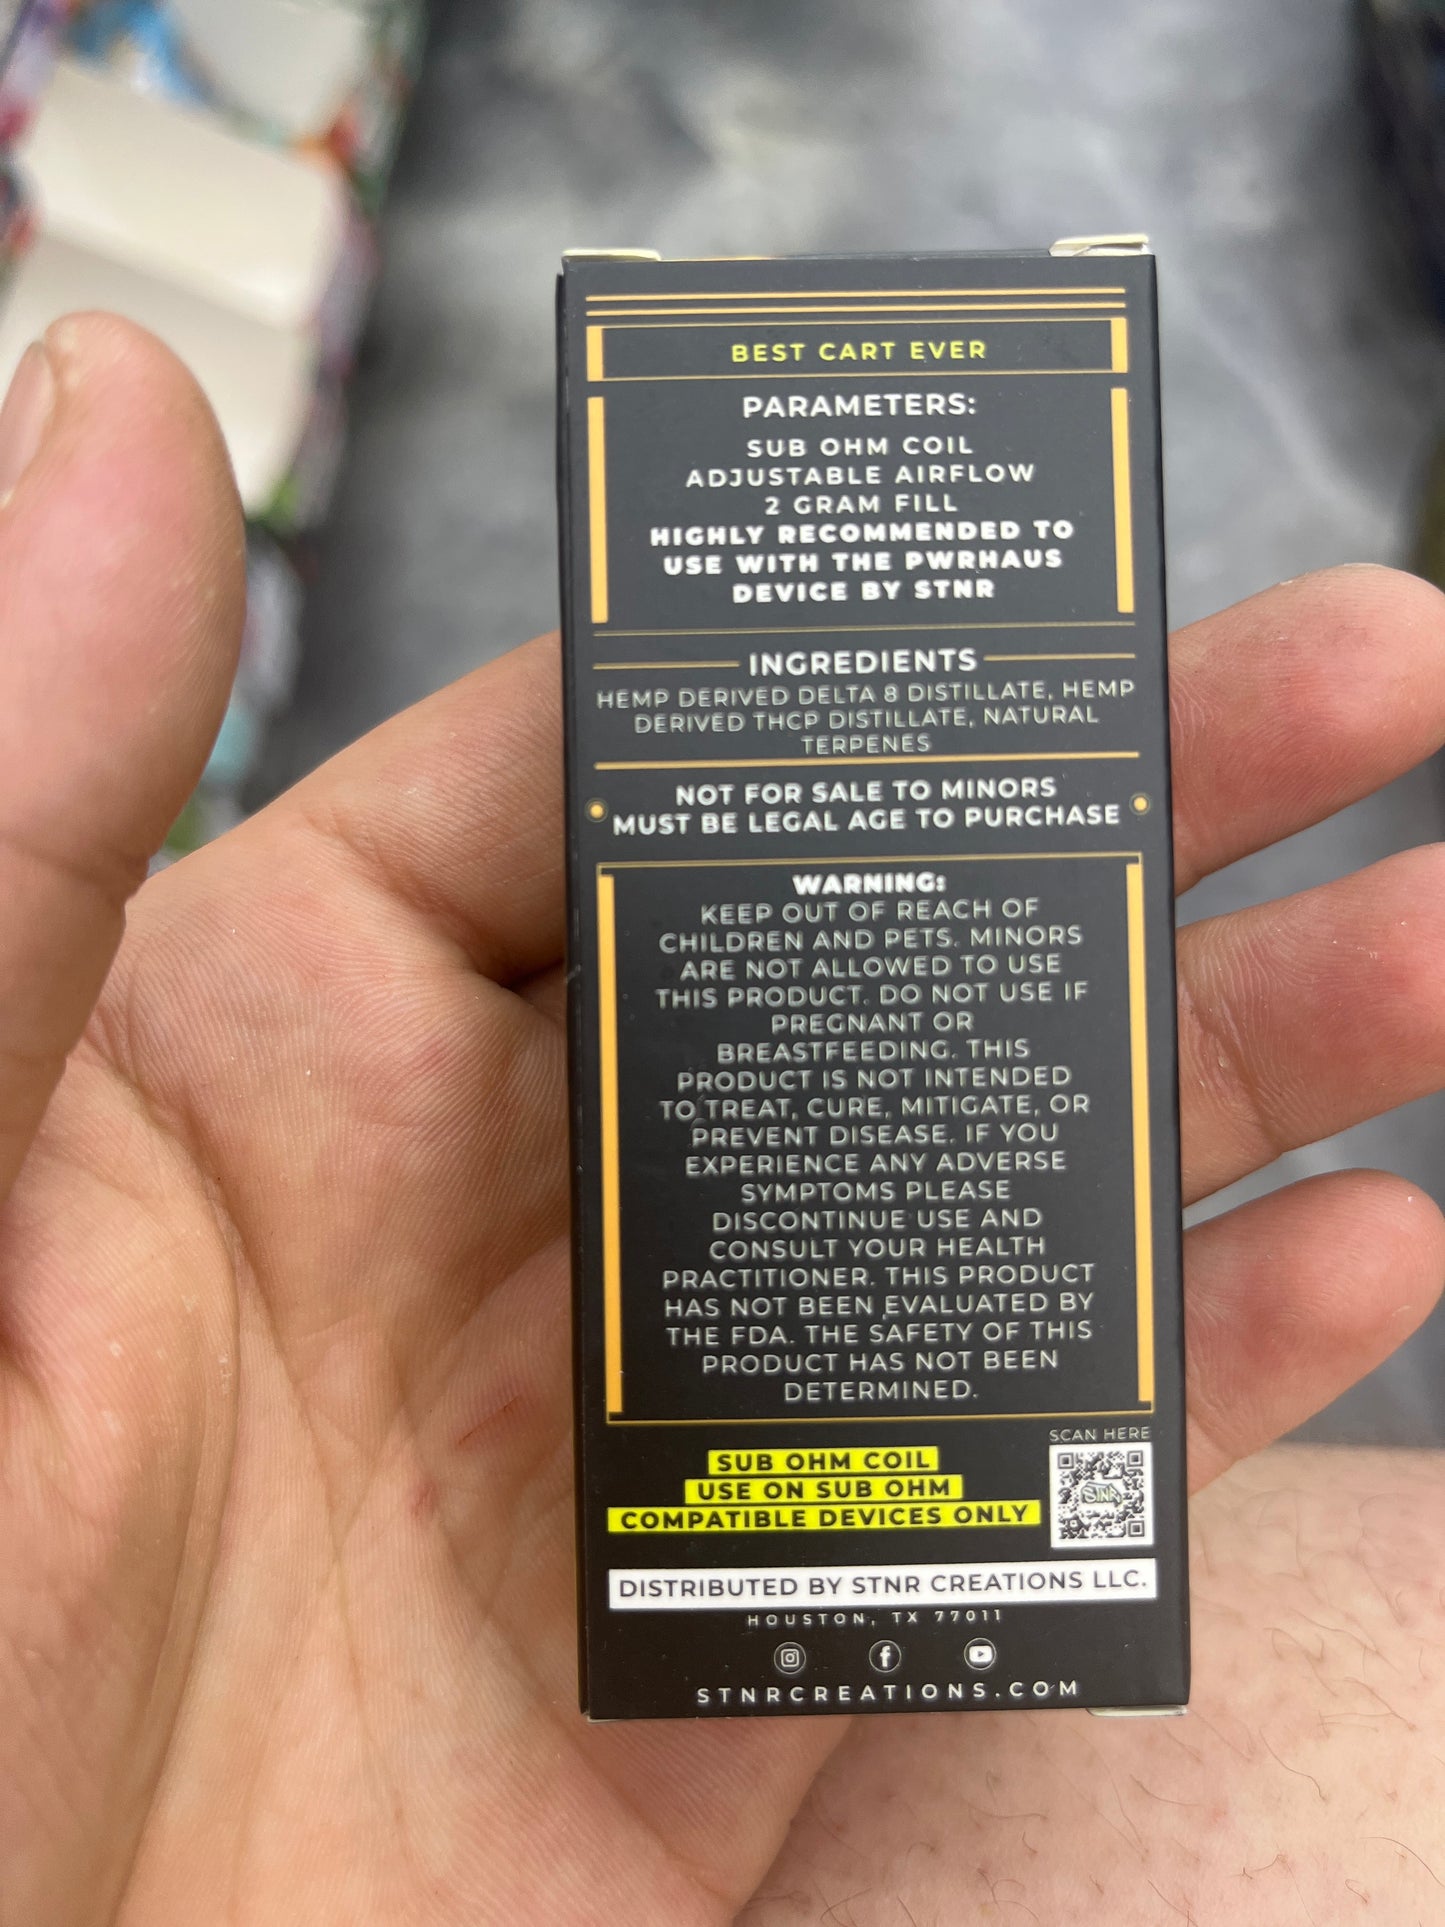 BEST CART EVER
PARAMETERS:
SUB OHM COIL
ADJUSTABLE AIRFLOW
2 GRAM FILL
HIGHLY RECOMMENDED TO
USE WITH THE PWRHAUS
DEVICE BY STNR
INGREDIENTS
HEMP DERIVED DELTA 8 DISTILLATE, HEMP
DERIVED THCP DISTILLATE, NATURAL
TERPENES
NOT FOR SALE TO MINORS
MUST BE LEGAL AGE TO PURCHASE
WARNING:
KEEP OUT OF REACH OF
CHILDREN AND PETS. MINORS
ARE NOT ALLOWED TO USE
THIS PRODUCT. DO NOT USE IF
PREGNANT OR
BREASTFEEDING. THIS
PRODUCT IS NOT INTENDED
TO TREAT, CURE, MITIGATE, OR
PREVENT DISEASE. IF YOU
EXPERIENCE ANY ADVERSE
SYMPTOMS PLEASE
DISCONTINUE USE AND
CONSULT YOUR HEALTH
PRACTITIONER. THIS PRODUCT
HAS NOT BEEN EVALUATED BY
THE FDA. THE SAFETY OF THIS
PRODUCT HAS NOT BEEN
DETERMINED.
SCAN HERE
STNR
SUB OHM COIL
USE ON SUB OHM
COMPATIBLE DEVICES ONLY
DISTRIBUTED BY STNR CREATIONS LLC.
HOUSTON, TX 77011
STNRCREATIONS.COM